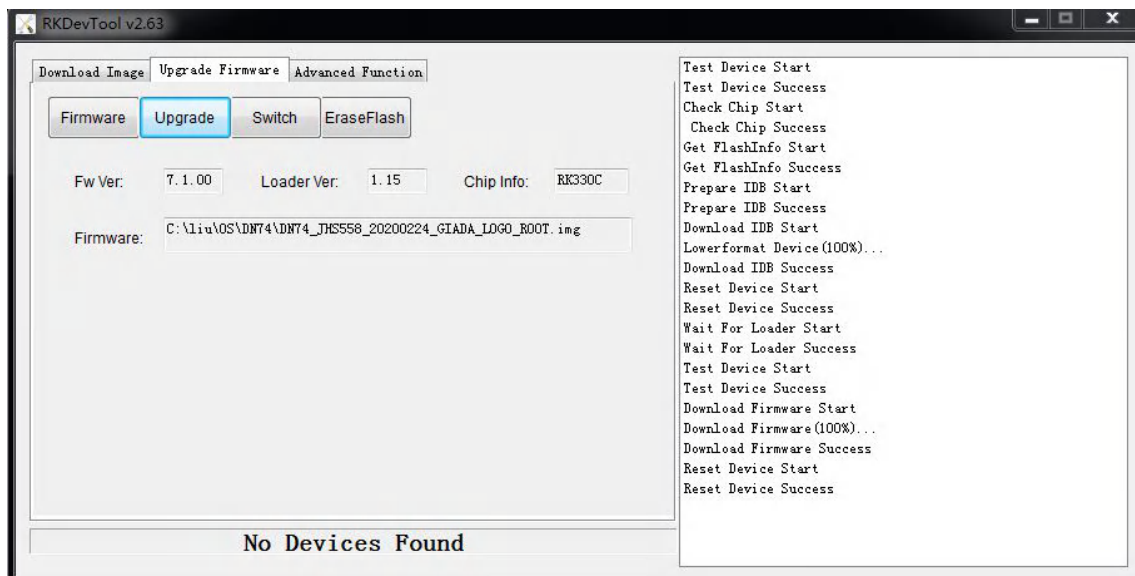 RKDevTool v2.63
Download Image Upgrade Firmware Advanced Function
Firmware Upgrade Switch EraseFlash
Fw Ver: 7.1.00 Loader Ver: 1.15 Chip Info: RK330C
Firmware: C:\liu\OS\DN74\DN74_JHS558_20200224_GIADA_LOGO_ROOT.img
No Devices Found
Test Device Start
Test Device Success
Check Chip Start
Check Chip Success
Get FlashInfo Start
Get FlashInfo Success
Prepare IDB Start
Prepare IDB Success
Download IDB Start
Lowerformat Device(100%)...
Download IDB Success
Reset Device Start
Reset Device Success
Wait For Loader Start
Wait For Loader Success
Test Device Start
Test Device Success
Download Firmware Start
Download Firmware(100%)...
Download Firmware Success
Reset Device Start
Reset Device Success